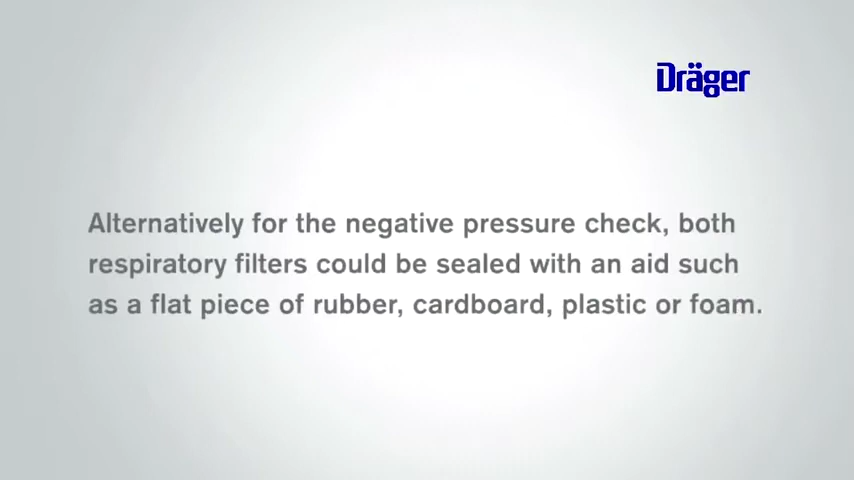 Dräger
Alternatively for the negative pressure check, both
respiratory filters could be sealed with an aid such
as a flat piece of rubber, cardboard, plastic or foam.